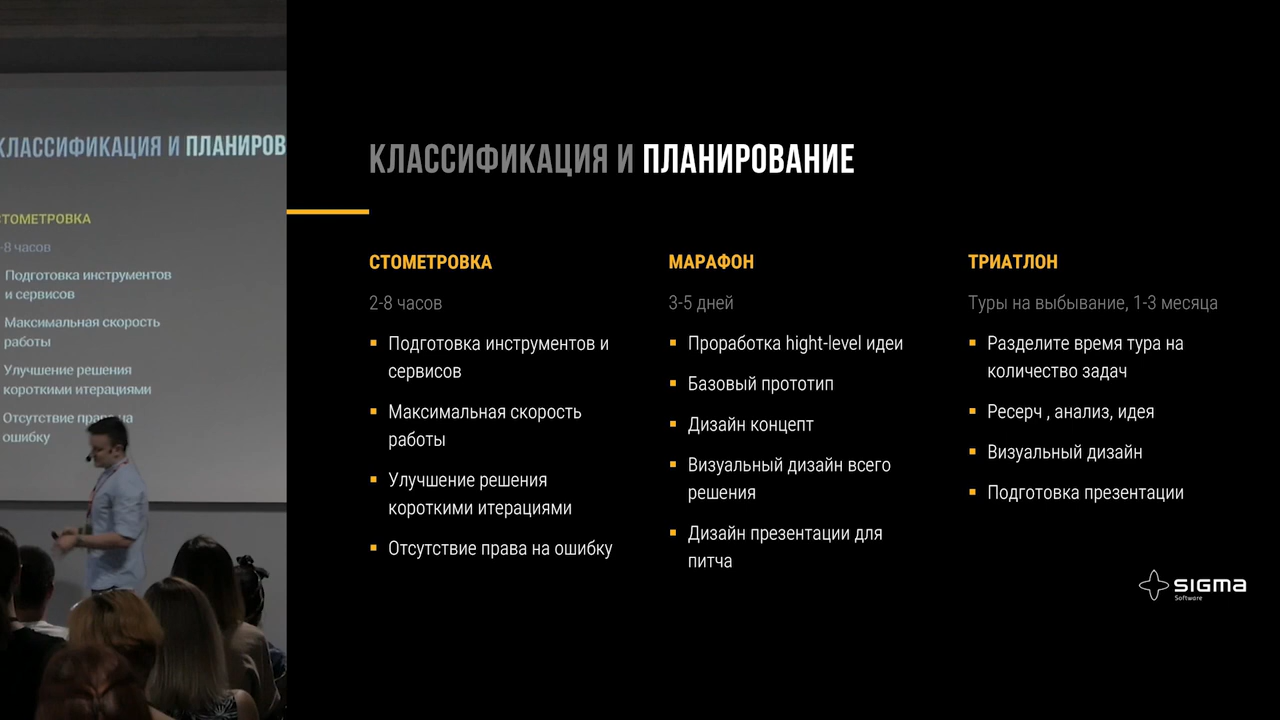 КЛАССИФИКАЦИЯ И ПЛАНИРОВ
СТОМЕТРОВКА
-8 часов
Подготовка инструментов
и сервисов
Максимальная скорость
работы
Улучшение решения
короткими итерациями
Отсутствие права на
ошибку
КЛАССИФИКАЦИЯ И ПЛАНИРОВАНИЕ
СТОМЕТРОВКА
2-8 часов
Подготовка инструментов и
сервисов
Максимальная скорость
работы
Улучшение решения
короткими итерациями
Отсутствие права на ошибку
МАРАФОН
3-5 дней
Проработка hight-level идеи
Базовый прототип
Дизайн концепт
Визуальный дизайн всего
решения
Дизайн презентации для
питча
ТРИАТЛОН
Туры на выбывание, 1-3 месяца
Разделите время тура на
количество задач
Ресерч , анализ, идея
Визуальный дизайн
Подготовка презентации
SIGMA
Software